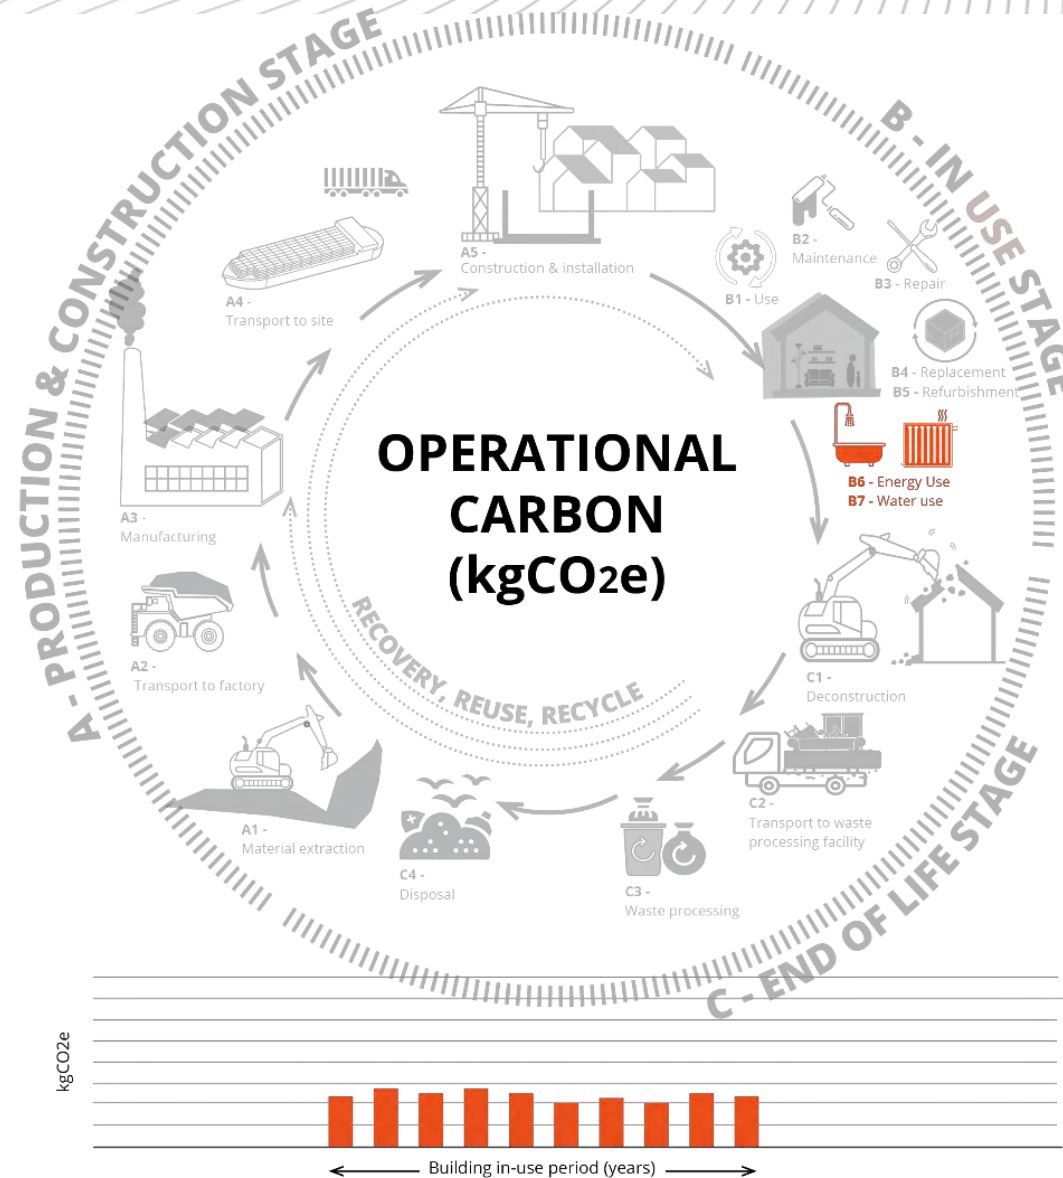 A - PRODUCTION & CONSTRUCTION STAGE
B - IN USE STAGE
A5 -
Construction & installation
B2 -
Maintenance
B3 - Repair
B1 - Use
A4 -
Transport to site
B4 - Replacement
B5 - Refurbishment
OPERATIONAL
CARBON
(kgCO2e)
B6 - Energy Use
B7 - Water use
A3 -
Manufacturing
RECOVERY, REUSE, RECYCLE
A2 -
Transport to factory
C1 -
Deconstruction
A1 -
Material extraction
C2 -
Transport to waste
processing facility
C4 -
Disposal
C3 -
Waste processing
C - END OF LIFE STAGE
kgCO2e
Building in-use period (years)